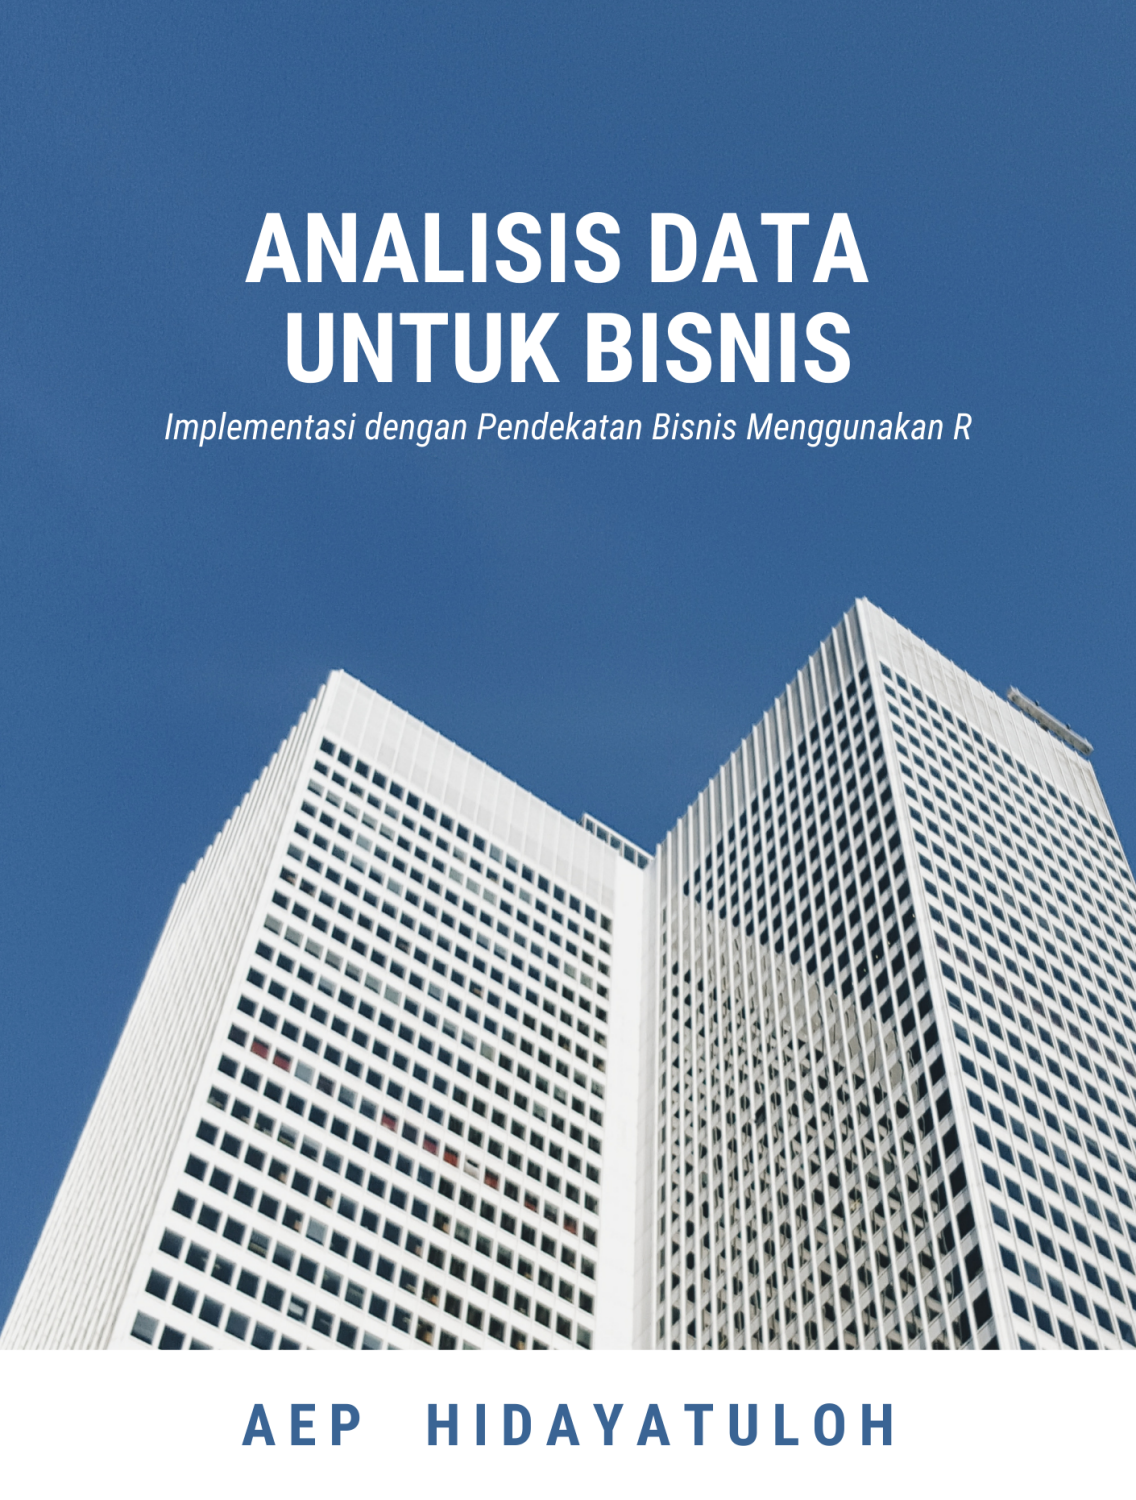 ANALISIS DATA
UNTUK BISNIS
Implementasi dengan Pendekatan Bisnis Menggunakan R
AEP HIDAYATULOH